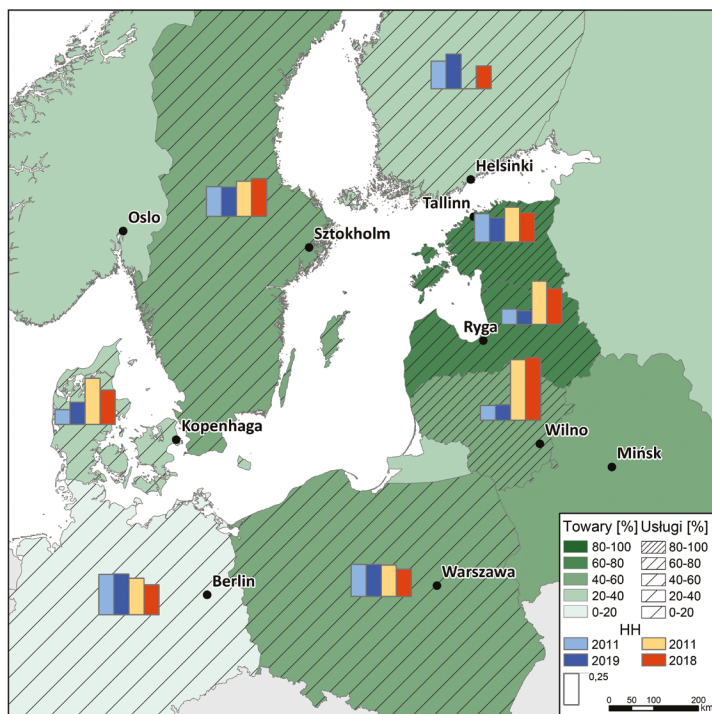 Helsinki
Tallinn
Oslo
Sztokholm
Ryga
Kopenhaga
Wilno
Mińsk
Berlin
Warszawa
Towary [%] Usługi [%]
80-100 80-100
60-80 60-80
40-60 40-60
20-40 20-40
0-20 0-20
HH
2011 2011
2019 2018
0,25
0 50 100 200
km